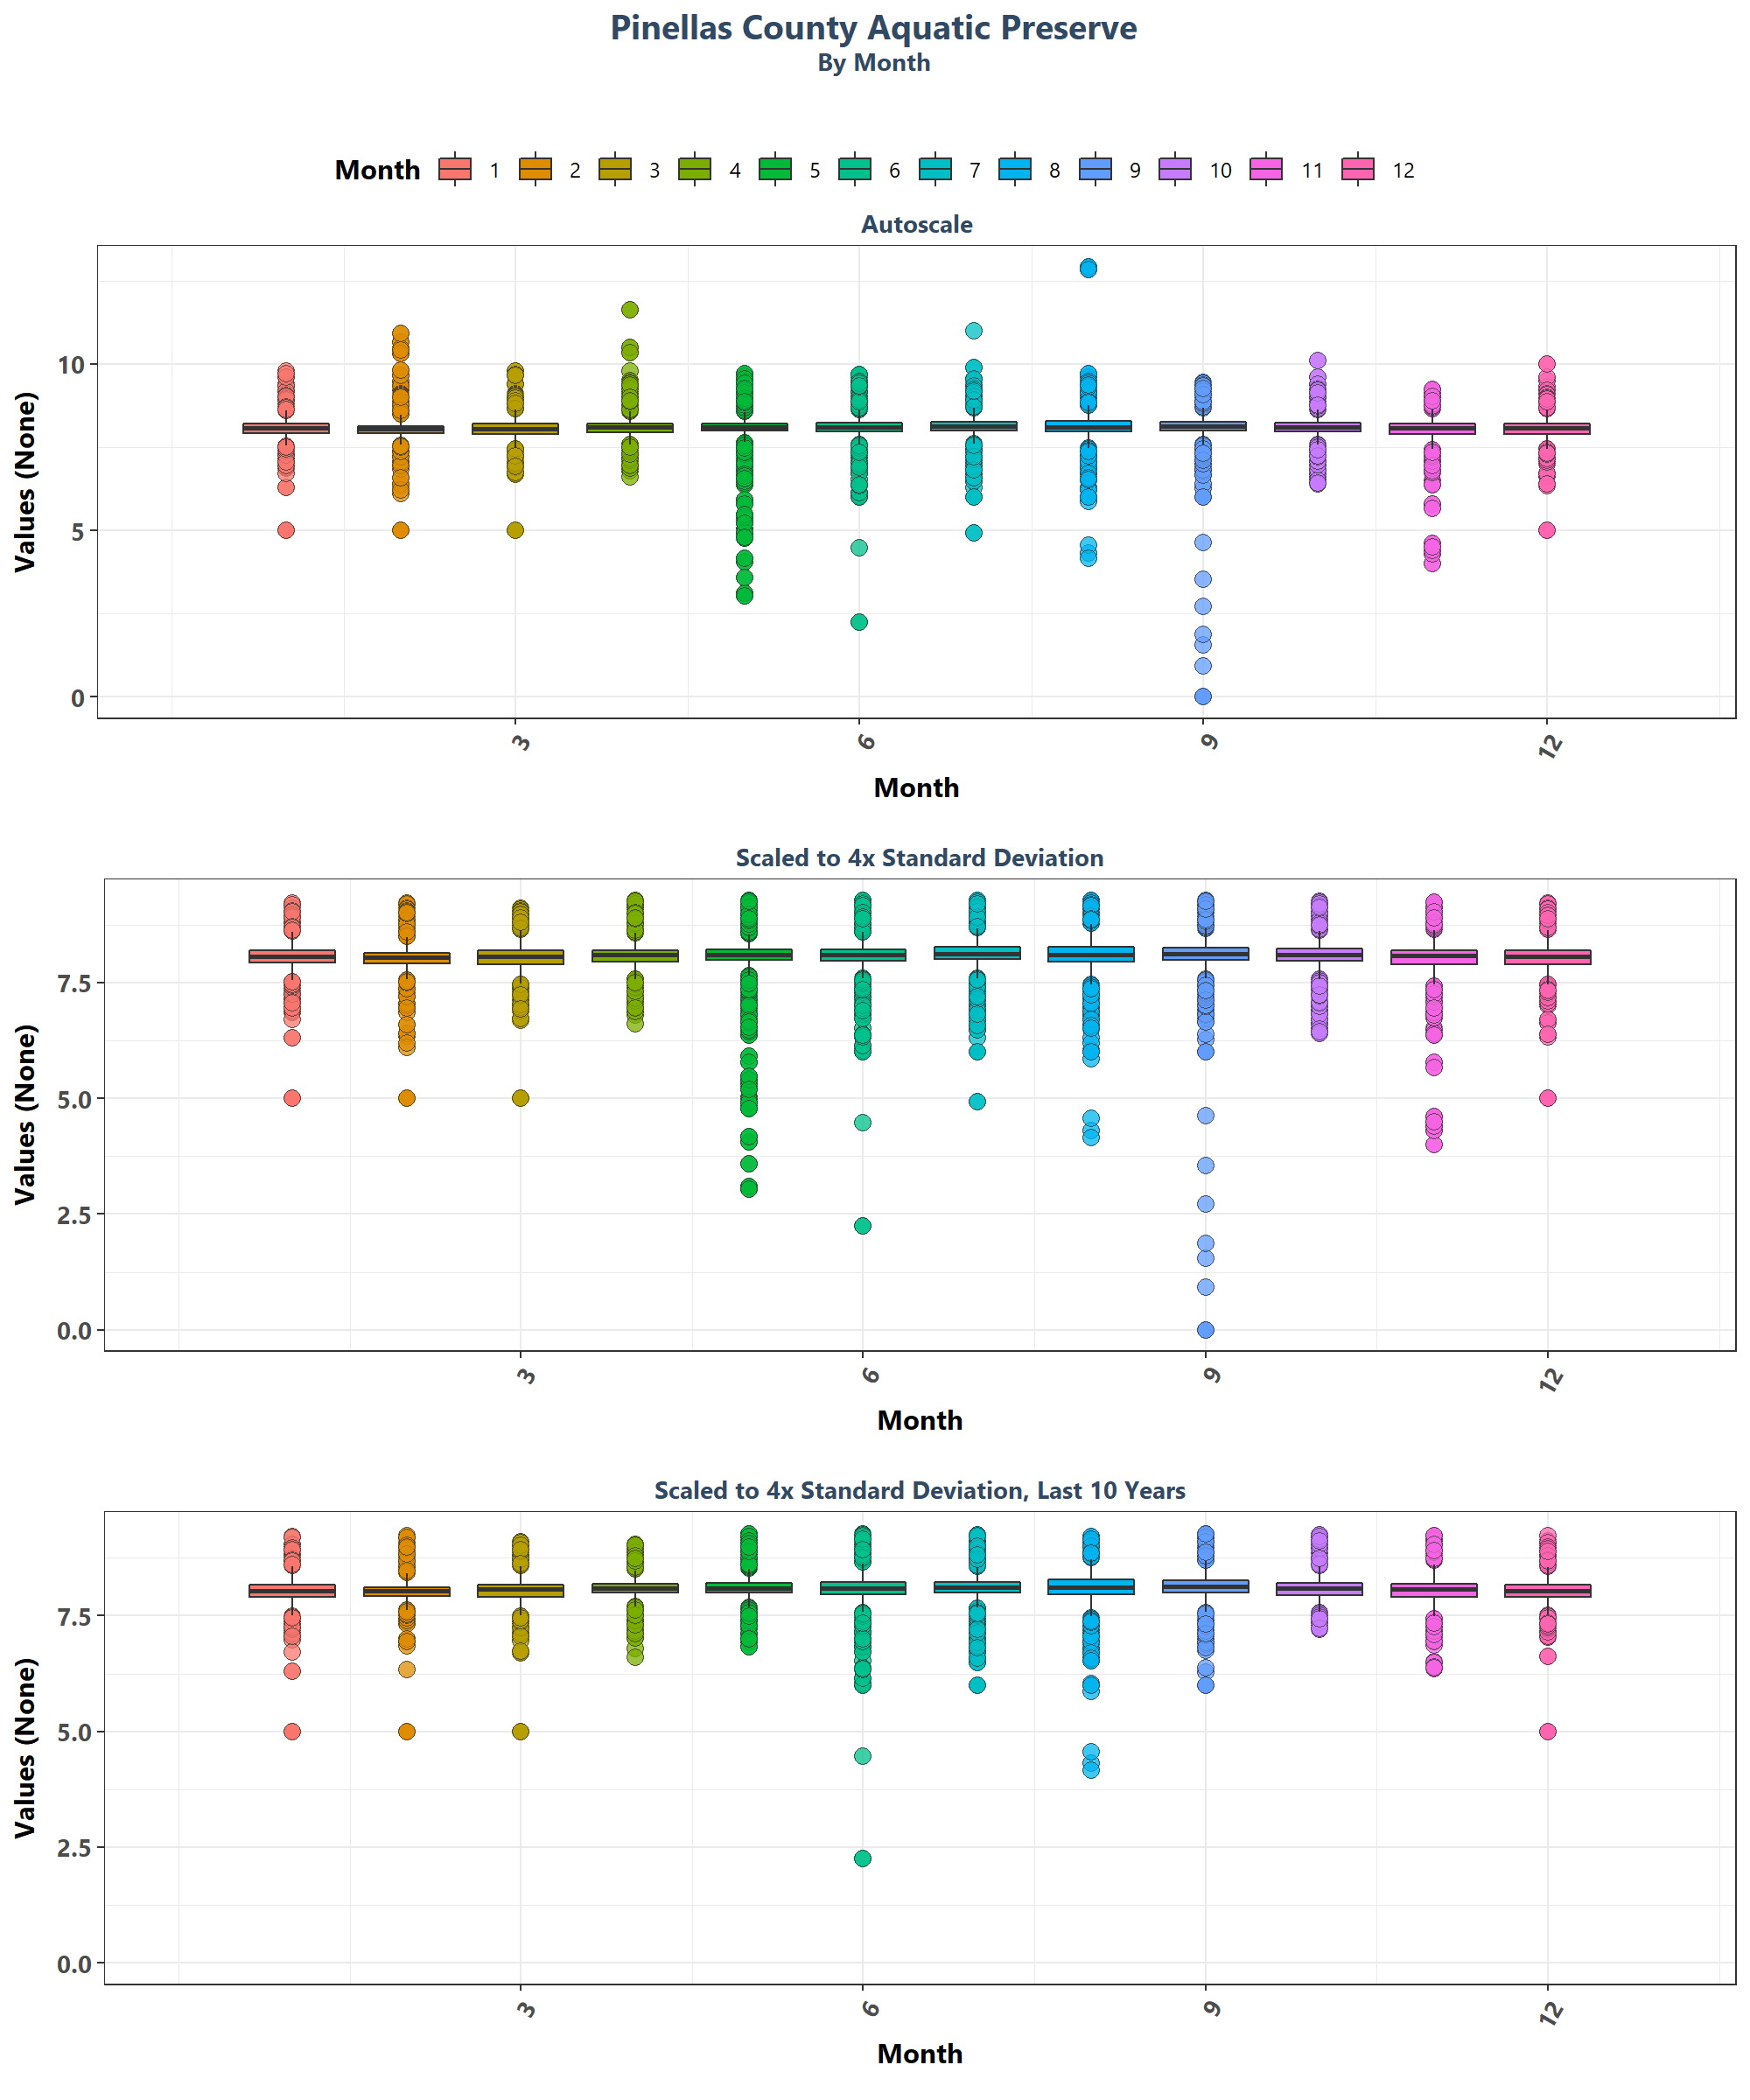 Pinellas County Aquatic Preserve
By Month
Month 1 2 3 4 5 6 7 8 9 10 11 12
Autoscale
Values (None)
10
5
0
3 6 9 12
Month
Scaled to 4x Standard Deviation
Values (None)
7.5
5.0
2.5
0.0
3 6 9 12
Month
Scaled to 4x Standard Deviation, Last 10 Years
Values (None)
7.5
5.0
2.5
0.0
3 6 9 12
Month